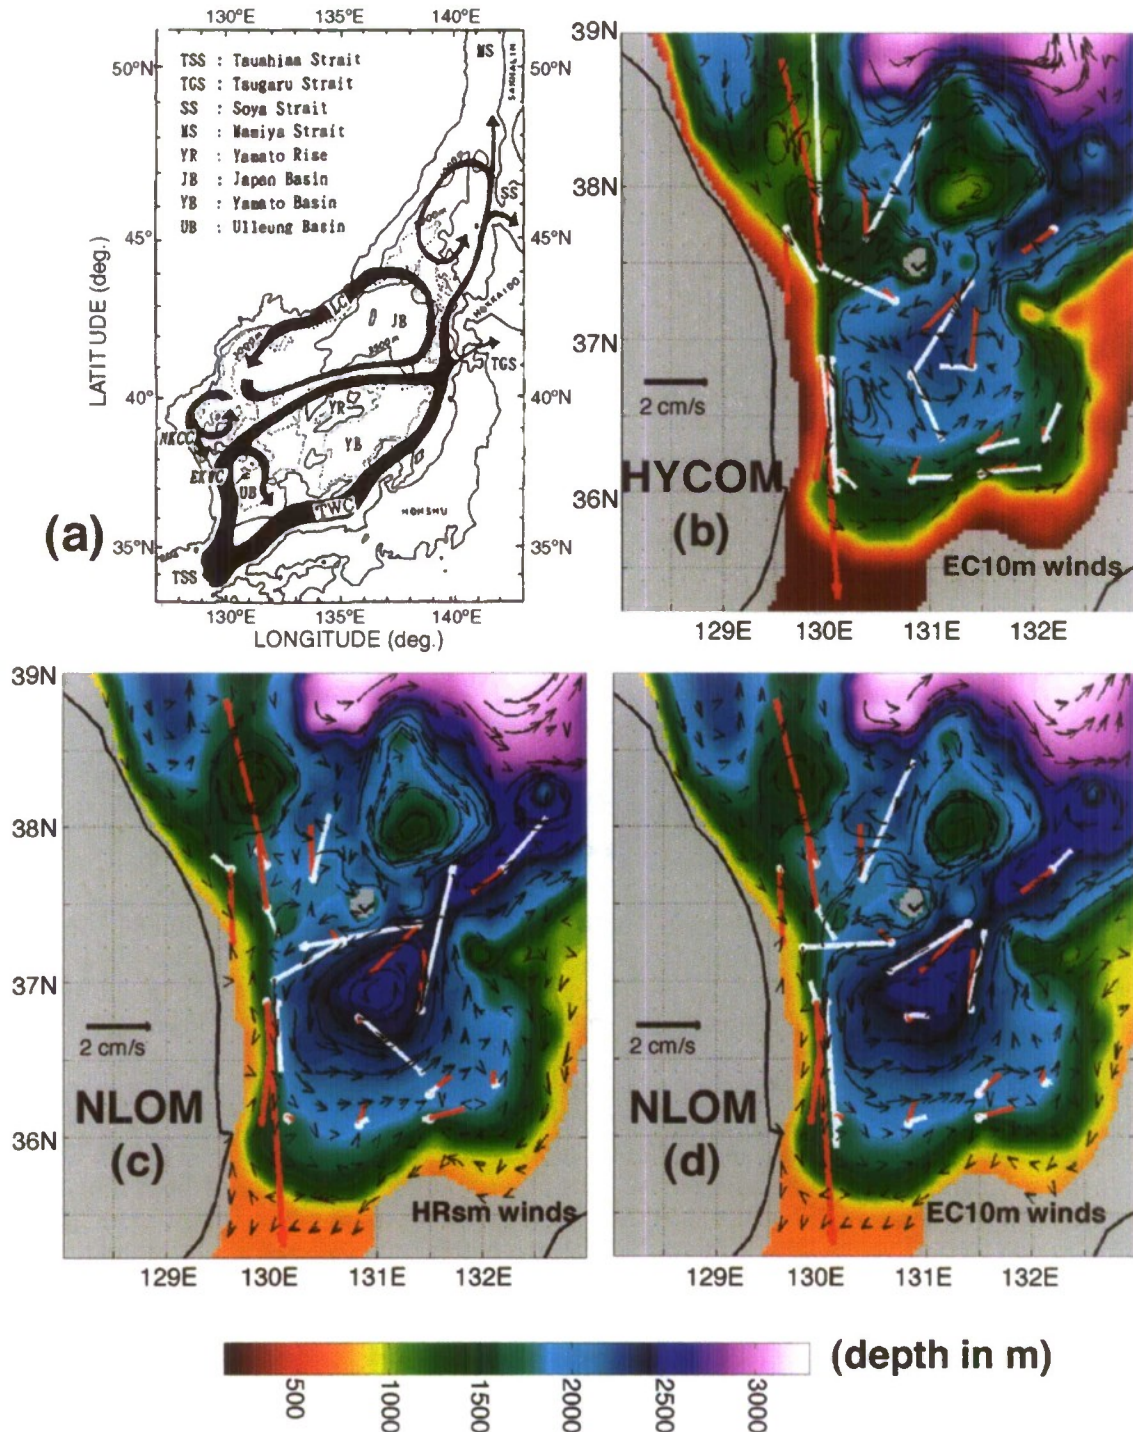 130°E 135°E 140°E
50°N 50°N
45° 45°N
40°N 40°N
35°N 35°N
130°E 135°E 140°E
LATITUDE (deg.)
LONGITUDE (deg.)
TSS : Tsushima Strait
TGS : Tsugaru Strait
SS : Soya Strait
MS : Mamiya Strait
YR : Yamato Rise
JB : Japan Basin
YB : Yamato Basin
UB : Ulleung Basin
MS
SAKHALIN
SS
HOKKAIDO
LC
JB
3500m
TGS
YR
NKCC
YB
EKWC
UB
TWC
HONSHU
TSS
(a)
39N
38N
37N
36N
2 cm/s
HYCOM
(b)
EC10m winds
129E 130E 131E 132E
39N
38N
37N
36N
2 cm/s
NLOM
(c)
HRsm winds
129E 130E 131E 132E
2 cm/s
NLOM
(d)
EC10m winds
129E 130E 131E 132E
500 1000 1500 2000 2500 3000
(depth in m)